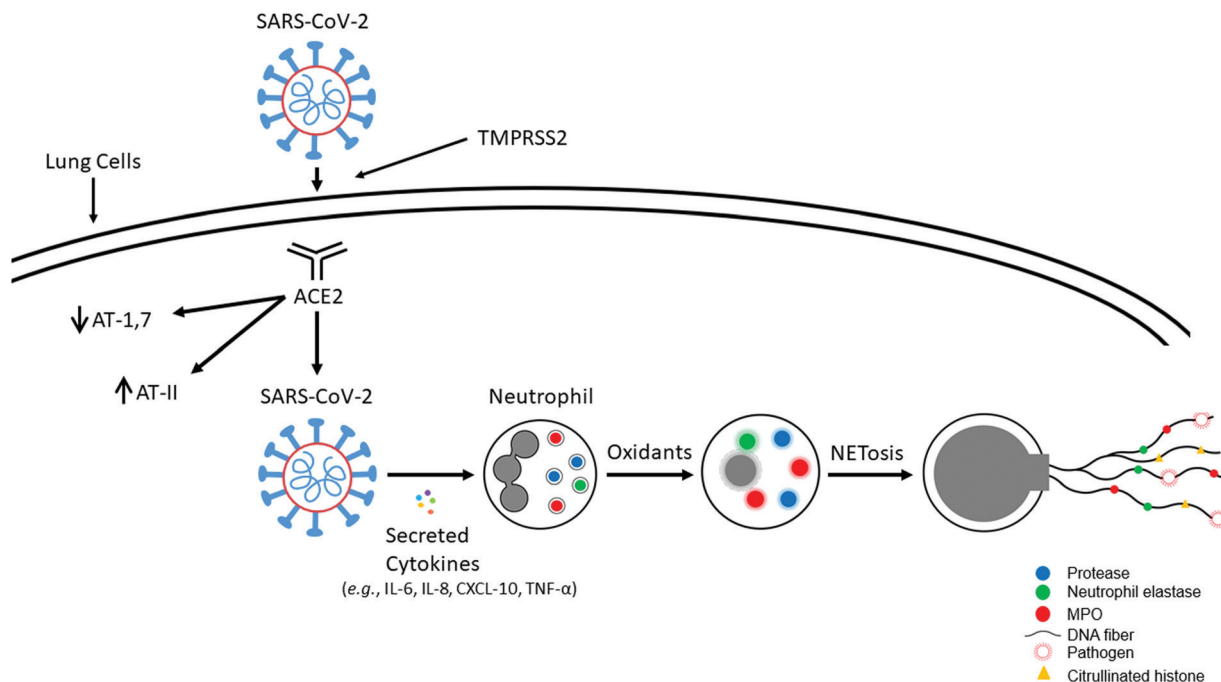 SARS-CoV-2
TMPRSS2
Lung Cells
ACE2
↓ AT-1,7
↑ AT-II
SARS-CoV-2
Neutrophil
Oxidants
NETosis
Secreted
Cytokines
(e.g., IL-6, IL-8, CXCL-10, TNF-α)
Protease
Neutrophil elastase
MPO
DNA fiber
Pathogen
Citrullinated histone